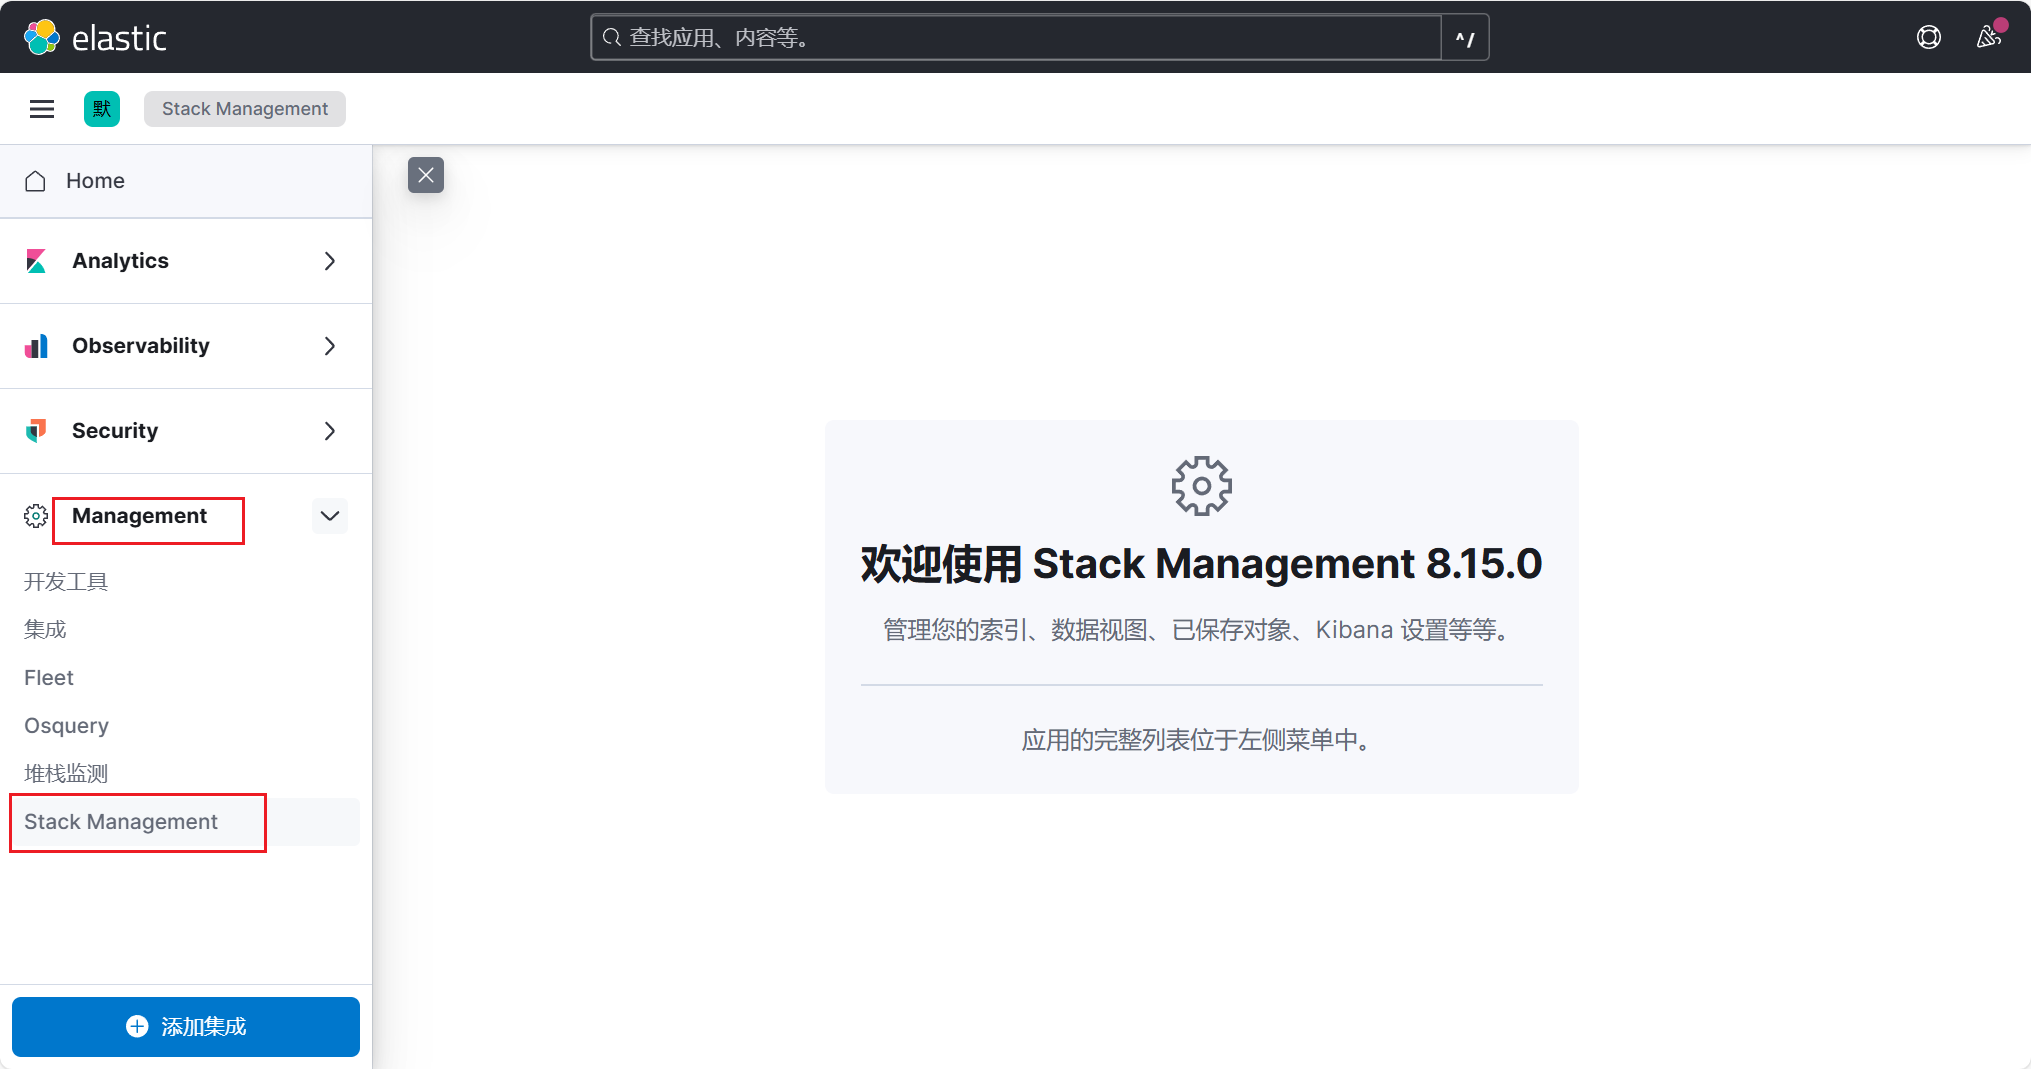 elastic
查找应用、内容等。
^/
默
Stack Management
Home
Analytics
Observability
Security
Management
开发工具
集成
Fleet
Osquery
堆栈监测
Stack Management
添加集成
欢迎使用 Stack Management 8.15.0
管理您的索引、数据视图、已保存对象、Kibana 设置等等。
应用的完整列表位于左侧菜单中。